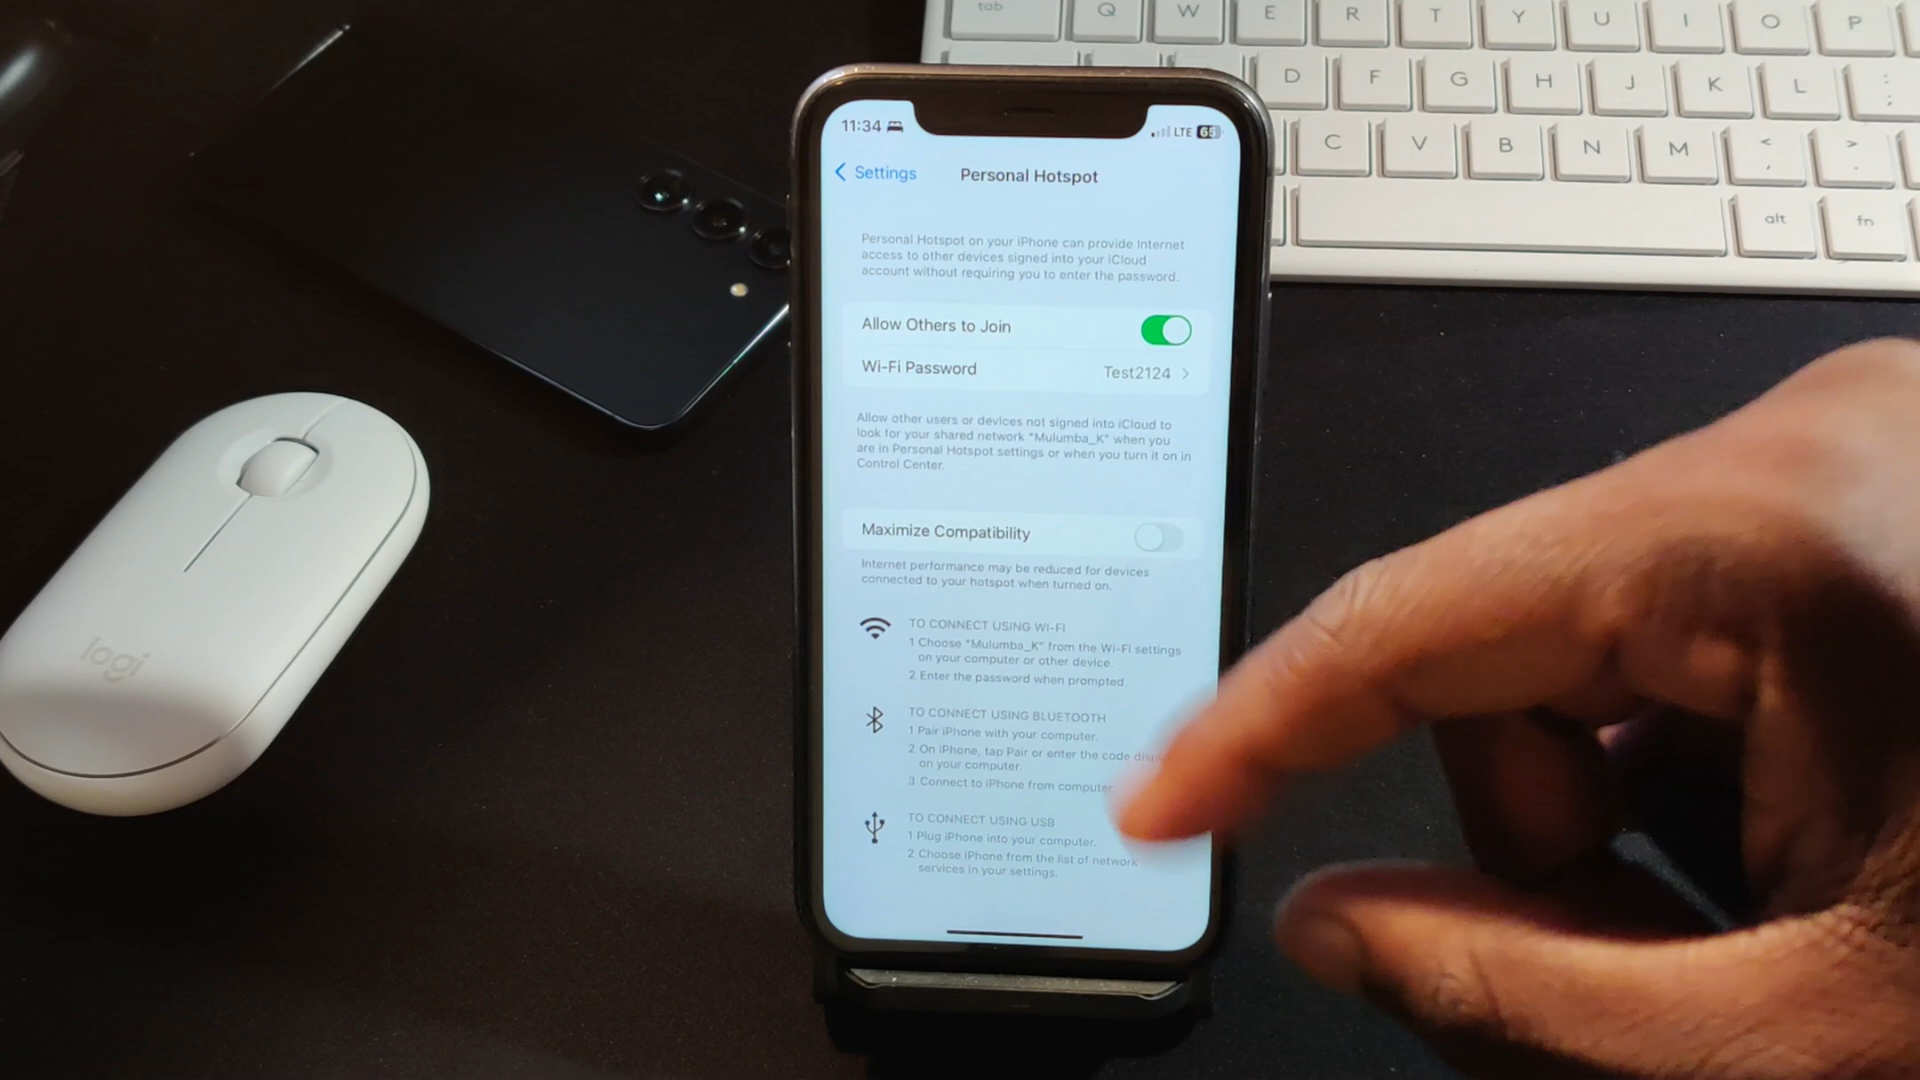 tab Q W E R T Y U I O P
D F G H J K L : ;
C V B N M < , > .
alt fn
11:34 LTE 65
Settings Personal Hotspot
Personal Hotspot on your iPhone can provide Internet
access to other devices signed into your iCloud
account without requiring you to enter the password.
Allow Others to Join
Wi-Fi Password Test2124
Allow other users or devices not signed into iCloud to
look for your shared network "Mulumba_K" when you
are in Personal Hotspot settings or when you turn it on in
Control Center.
Maximize Compatibility
Internet performance may be reduced for devices
connected to your hotspot when turned on.
TO CONNECT USING WI-FI
1 Choose "Mulumba_K" from the Wi-Fi settings
on your computer or other device.
2 Enter the password when prompted
TO CONNECT USING BLUETOOTH
1 Pair iPhone with your computer.
2 On iPhone, tap Pair or enter the code
on your computer.
3 Connect to iPhone from computer
TO CONNECT USING USB
1 Plug iPhone into your computer.
2 Choose iPhone from the list of network
services in your settings.
logi